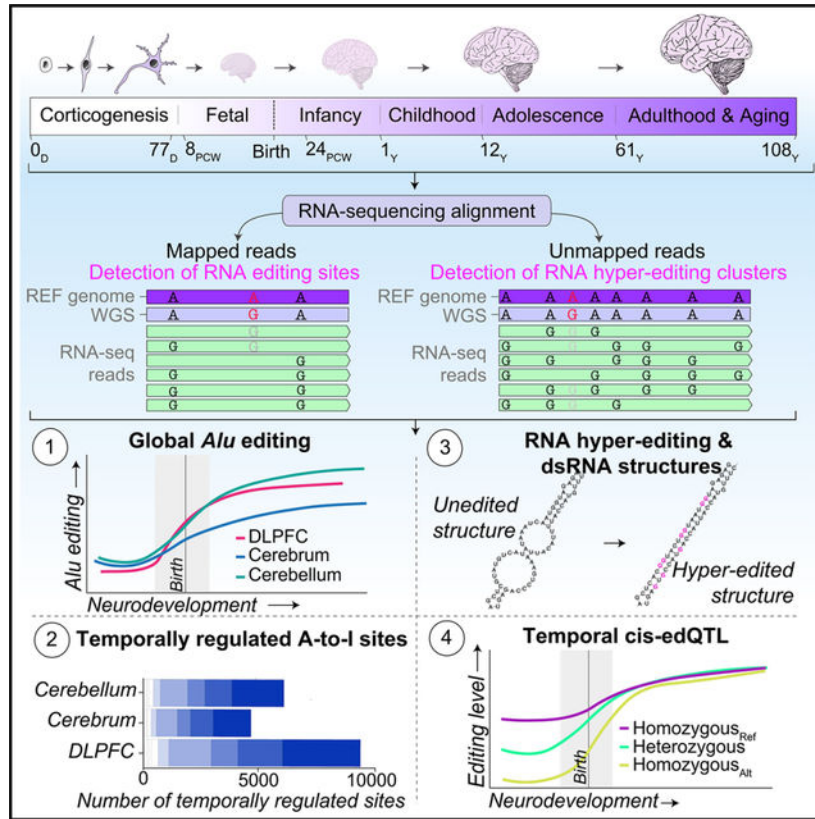 Corticogenesis Fetal Infancy Childhood Adolescence Adulthood & Aging
0D 77D 8PCW Birth 24PCW 1Y 12Y 61Y 108Y
RNA-sequencing alignment
Mapped reads Unmapped reads
Detection of RNA editing sites Detection of RNA hyper-editing clusters
REF genome A A A REF genome A A A A A A A A
WGS A G A WGS A A G A A A A A
G G G G
G G G G G G
RNA-seq G RNA-seq G G G G G G
reads G G reads G G G G G
G G G G G G
G G G G G G
1 Global Alu editing
Alu editing
DLPFC
Cerebrum
Cerebellum
Birth
Neurodevelopment
3 RNA hyper-editing &
dsRNA structures
Unedited
structure
Hyper-edited
structure
2 Temporally regulated A-to-I sites
Cerebellum
Cerebrum
DLPFC
0 5000 10000
Number of temporally regulated sites
4 Temporal cis-edQTL
Editing level
HomozygousRef
Heterozygous
HomozygousAlt
Birth
Neurodevelopment